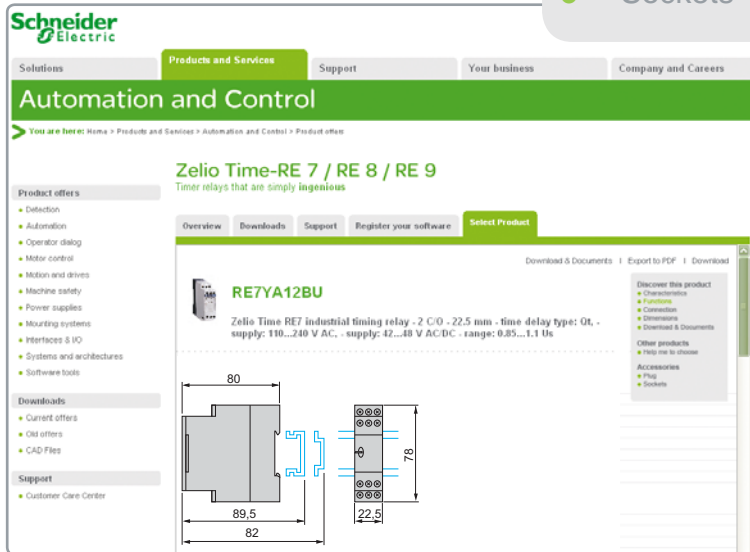 Sockets
Schneider
Electric
Solutions
Products and Services
Support
Your business
Company and Careers
Automation and Control
You are here: Home > Products and Services > Automation and Control > Product offers
Zelio Time-RE 7 / RE 8 / RE 9
Timer relays that are simply ingenious
Product offers
Detection
Automation
Operator dialog
Motor control
Motion and drives
Machine safety
Power supplies
Mounting systems
Interfaces & I/O
Systems and architectures
Software tools
Downloads
Current offers
Old offers
CAD Files
Support
Customer Care Center
Overview
Downloads
Support
Register your software
Select Product
Download & Documents | Export to PDF | Download
RE7YA12BU
Zelio Time RE7 industrial timing relay - 2 C/O - 22.5 mm - time delay type: Qt, -
supply: 110...240 V AC, - supply: 42...48 V AC/DC - range: 0.85...1.1 Us
Discover this product
Characteristics
Functions
Connection
Dimensions
Download & Documents
Other products
Help me to choose
Accessories
Plug
Sockets
80
78
89,5
22,5
82